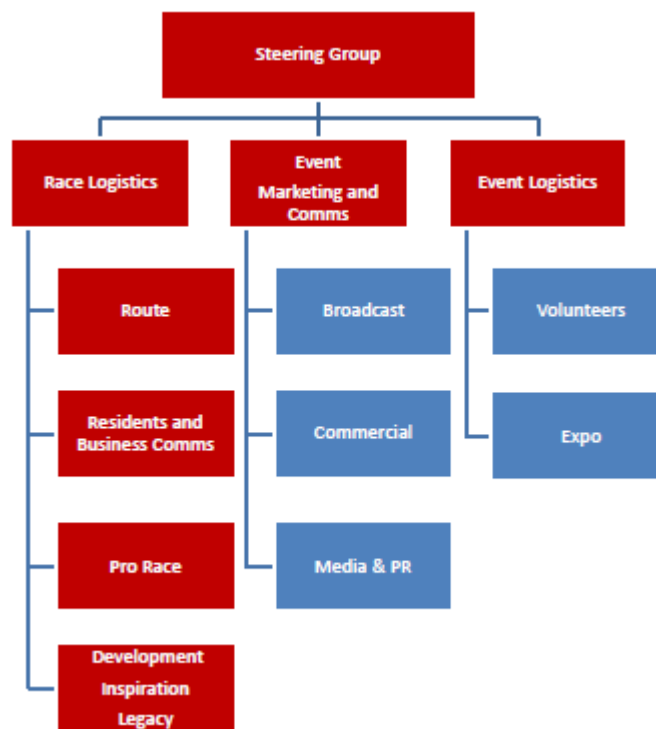 Steering Group
Race Logistics
Event
Marketing and
Comms
Event Logistics
Route
Broadcast
Volunteers
Residents and
Business Comms
Commercial
Expo
Pro Race
Media & PR
Development
Inspiration
Legacy